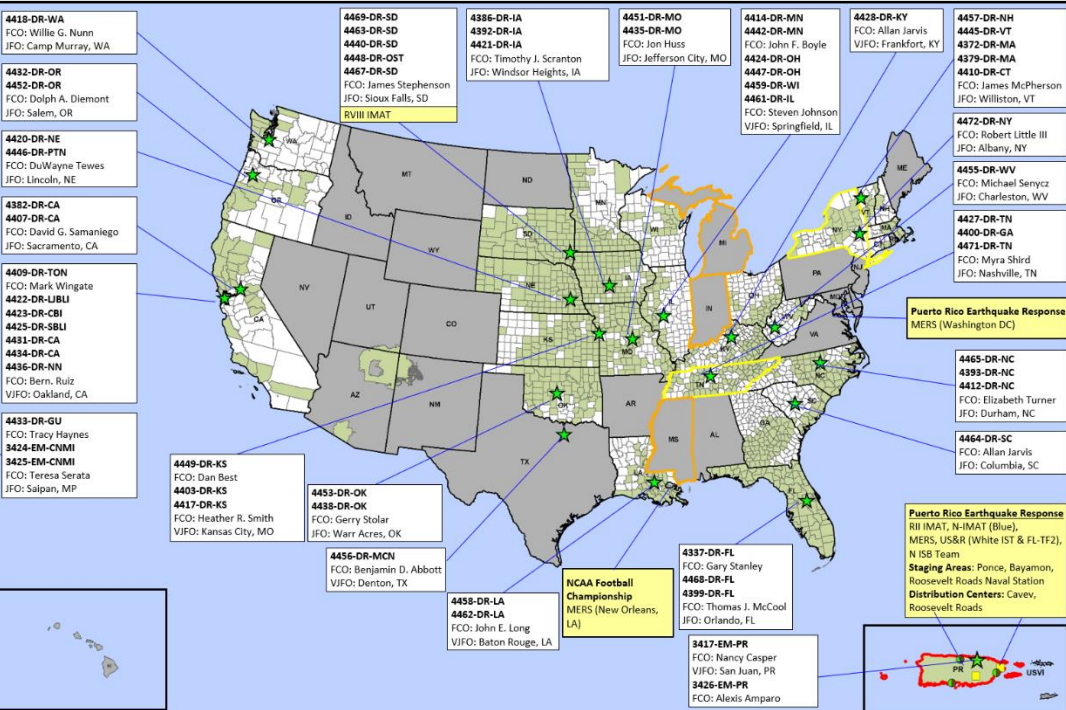 4418-DR-WA
FCO: Willie G. Nunn
JFO: Camp Murray, WA
4432-DR-OR
4452-DR-OR
FCO: Dolph A. Diemont
JFO: Salem, OR
4420-DR-NE
4446-DR-PTN
FCO: DuWayne Tewes
JFO: Lincoln, NE
4382-DR-CA
4407-DR-CA
FCO: David G. Samaniego
JFO: Sacramento, CA
4409-DR-TON
FCO: Mark Wingate
4422-DR-LJBLI
4423-DR-CBI
4425-DR-SBLI
4431-DR-CA
4434-DR-CA
4436-DR-NN
FCO: Bern. Ruiz
VJFO: Oakland, CA
4433-DR-GU
FCO: Tracy Haynes
3424-EM-CNMI
3425-EM-CNMI
FCO: Teresa Serata
JFO: Saipan, MP
4469-DR-SD
4463-DR-SD
4440-DR-SD
4448-DR-OST
4467-DR-SD
FCO: James Stephenson
JFO: Sioux Falls, SD
RVIII IMAT
4386-DR-IA
4392-DR-IA
4421-DR-IA
FCO: Timothy J. Scranton
JFO: Windsor Heights, IA
4451-DR-MO
4435-DR-MO
FCO: Jon Huss
JFO: Jefferson City, MO
4414-DR-MN
4442-DR-MN
FCO: John F. Boyle
4424-DR-OH
4447-DR-OH
4459-DR-WI
4461-DR-IL
FCO: Steven Johnson
VJFO: Springfield, IL
4428-DR-KY
FCO: Allan Jarvis
VJFO: Frankfort, KY
4457-DR-NH
4445-DR-VT
4372-DR-MA
4379-DR-MA
4410-DR-CT
FCO: James McPherson
JFO: Williston, VT
4472-DR-NY
FCO: Robert Little III
JFO: Albany, NY
4455-DR-WV
FCO: Michael Senycz
JFO: Charleston, WV
4427-DR-TN
4400-DR-GA
4471-DR-TN
FCO: Myra Shird
JFO: Nashville, TN
Puerto Rico Earthquake Response
MERS (Washington DC)
4465-DR-NC
4393-DR-NC
4412-DR-NC
FCO: Elizabeth Turner
JFO: Durham, NC
4464-DR-SC
FCO: Allan Jarvis
JFO: Columbia, SC
Puerto Rico Earthquake Response
RII IMAT, N-IMAT (Blue),
MERS, US&R (White IST & FL-TF2),
N ISB Team
Staging Areas: Ponce, Bayamon,
Roosevelt Roads Naval Station
Distribution Centers: Cavev,
Roosevelt Roads
4449-DR-KS
FCO: Dan Best
4403-DR-KS
4417-DR-KS
FCO: Heather R. Smith
VJFO: Kansas City, MO
4453-DR-OK
4438-DR-OK
FCO: Gerry Stolar
JFO: Warr Acres, OK
4456-DR-MCN
FCO: Benjamin D. Abbott
VJFO: Denton, TX
4458-DR-LA
4462-DR-LA
FCO: John E. Long
VJFO: Baton Rouge, LA
NCAA Football
Championship
MERS (New Orleans,
LA)
4337-DR-FL
FCO: Gary Stanley
4468-DR-FL
4399-DR-FL
FCO: Thomas J. McCool
JFO: Orlando, FL
3417-EM-PR
FCO: Nancy Casper
VJFO: San Juan, PR
3426-EM-PR
FCO: Alexis Amparo
WA
MT
ND
MN
ME
OR
ID
SD
WI
MI
NY
VT
NH
MA
CT
WY
IA
PA
NJ
NV
UT
CO
NE
IL
IN
OH
WV
MD
VA
CA
KS
MO
KY
NC
AZ
NM
OK
AR
TN
SC
TX
LA
MS
AL
GA
FL
PR
USVI